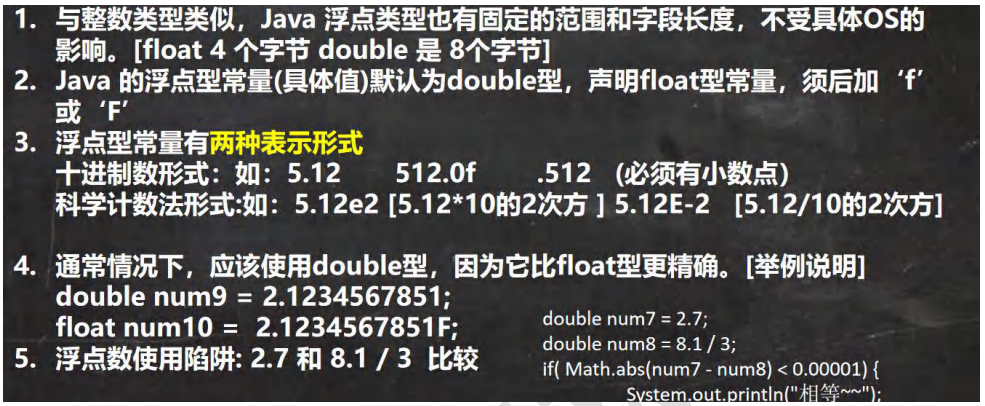 1. 与整数类型类似，Java 浮点类型也有固定的范围和字段长度，不受具体OS的
影响。[float 4 个字节 double 是 8个字节]
2. Java 的浮点型常量(具体值)默认为double型，声明float型常量，须后加 ‘f’
或 ‘F’
3. 浮点型常量有两种表示形式
十进制数形式：如：5.12 512.0f .512 (必须有小数点）
科学计数法形式:如：5.12e2 [5.12*10的2次方 ] 5.12E-2 [5.12/10的2次方]
4. 通常情况下，应该使用double型，因为它比float型更精确。[举例说明]
double num9 = 2.1234567851;
float num10 = 2.1234567851F;
5. 浮点数使用陷阱: 2.7 和 8.1 / 3 比较
double num7 = 2.7;
double num8 = 8.1 / 3;
if( Math.abs(num7 - num8) < 0.00001) {
System.out.println("相等~~");